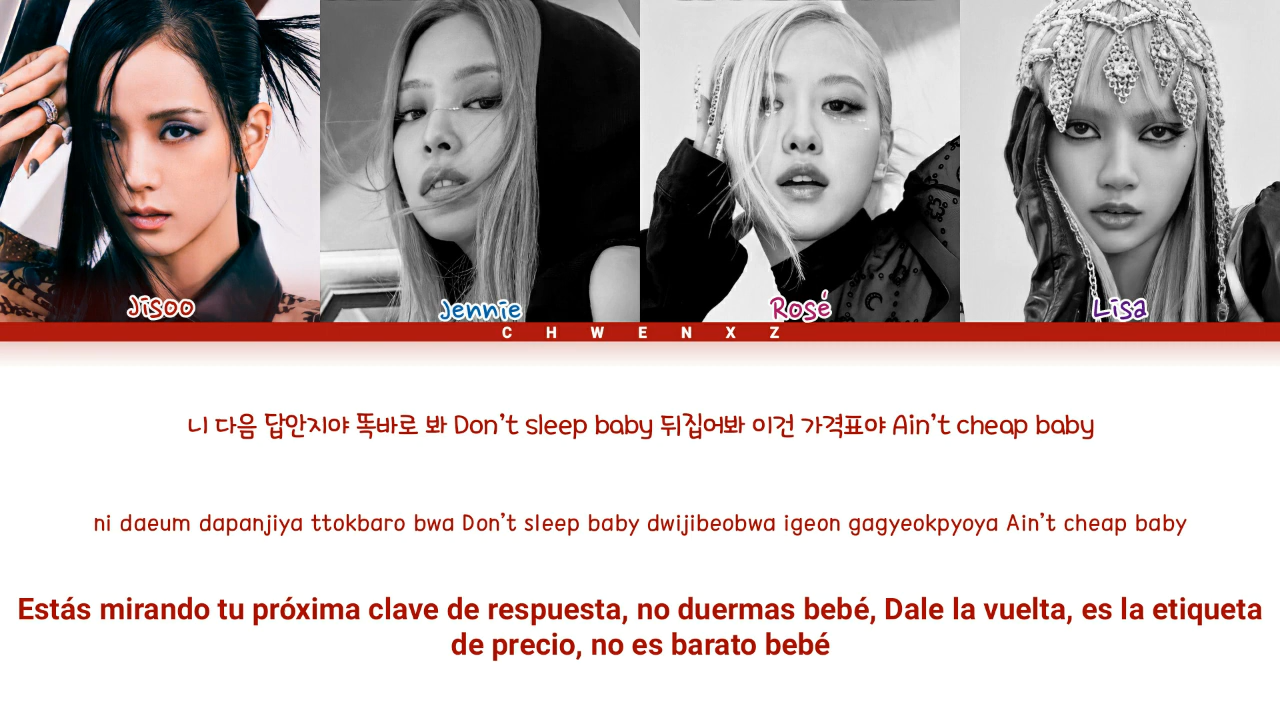 Jisoo
Jennie
Rosé
Lisa
CHWENXZ
니 다음 답안지야 똑바로 봐 Don't sleep baby 뒤집어봐 이건 가격표야 Ain't cheap baby
ni daeum dapanjiya ttokbaro bwa Don't sleep baby dwijibeobwa igeon gagyeokpyoya Ain't cheap baby
Estás mirando tu próxima clave de respuesta, no duermas bebé, Dale la vuelta, es la etiqueta
de precio, no es barato bebé